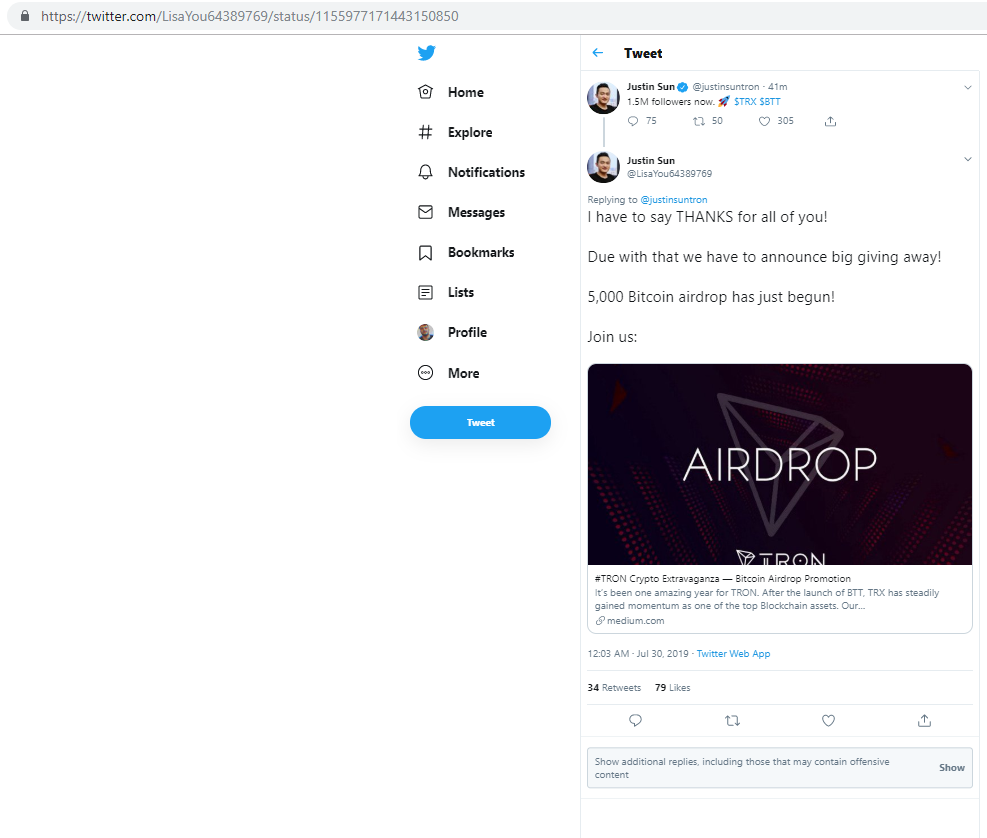 https://twitter.com/LisaYou64389769/status/1155977171443150850
Home
Explore
Notifications
Messages
Bookmarks
Lists
Profile
More
Tweet
Tweet
Justin Sun @justinsuntron · 41m
1.5M followers now. 🚀 $TRX $BTT
75 50 305
Justin Sun
@LisaYou64389769
Replying to @justinsuntron
I have to say THANKS for all of you!
Due with that we have to announce big giving away!
5,000 Bitcoin airdrop has just begun!
Join us:
AIRDROP
TRON
#TRON Crypto Extravaganza — Bitcoin Airdrop Promotion
It's been one amazing year for TRON. After the launch of BTT, TRX has steadily
gained momentum as one of the top Blockchain assets. Our...
medium.com
12:03 AM · Jul 30, 2019 · Twitter Web App
34 Retweets 79 Likes
Show additional replies, including those that may contain offensive
content
Show